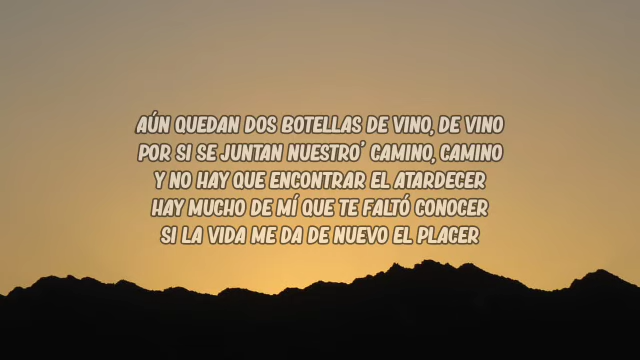 AÚN QUEDAN DOS BOTELLAS DE VINO, DE VINO
POR SI SE JUNTAN NUESTRO' CAMINO, CAMINO
Y NO HAY QUE ENCONTRAR EL ATARDECER
HAY MUCHO DE MÍ QUE TE FALTÓ CONOCER
SI LA VIDA ME DA DE NUEVO EL PLACER